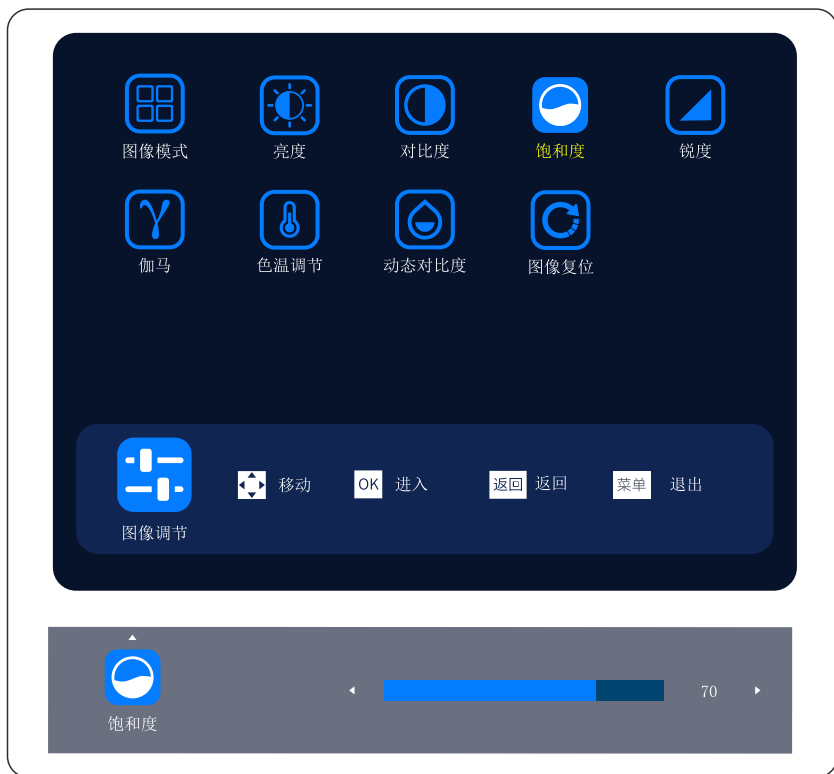 图像模式 亮度 对比度 饱和度 锐度
伽马 色温调节 动态对比度 图像复位
移动 OK 进入 返回 返回 菜单 退出
图像调节
70
饱和度